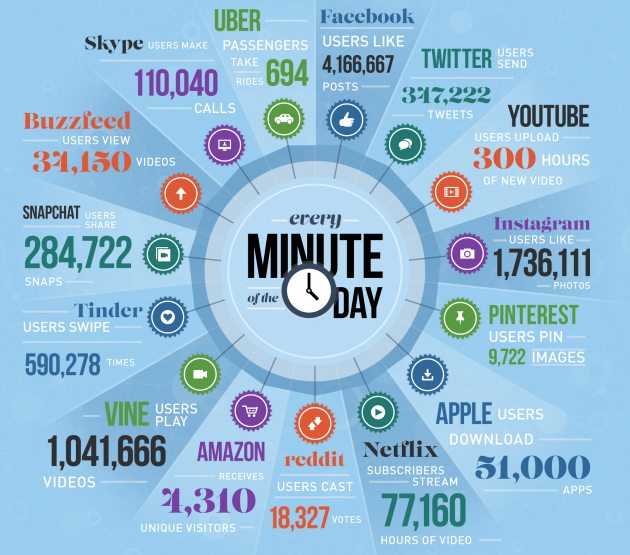 every
MINUTE
of the DAY
Facebook
USERS LIKE
4,166,667
POSTS
TWITTER USERS
SEND
347,222
TWEETS
YOUTUBE
USERS UPLOAD
300 HOURS
OF NEW VIDEO
Instagram
USERS LIKE
1,736,111
PHOTOS
PINTEREST
USERS PIN
9,722 IMAGES
APPLE USERS
DOWNLOAD
51,000
APPS
Netflix
SUBSCRIBERS
STREAM
77,160
HOURS OF VIDEO
reddit
USERS CAST
18,327 VOTES
AMAZON
RECEIVES
4,310
UNIQUE VISITORS
VINE USERS
PLAY
1,041,666
VIDEOS
Tinder
USERS SWIPE
590,278 TIMES
SNAPCHAT USERS
SHARE
284,722
SNAPS
Buzzfeed
USERS VIEW
34,150 VIDEOS
Skype USERS MAKE
110,040
CALLS
UBER
PASSENGERS
TAKE
RIDES 694